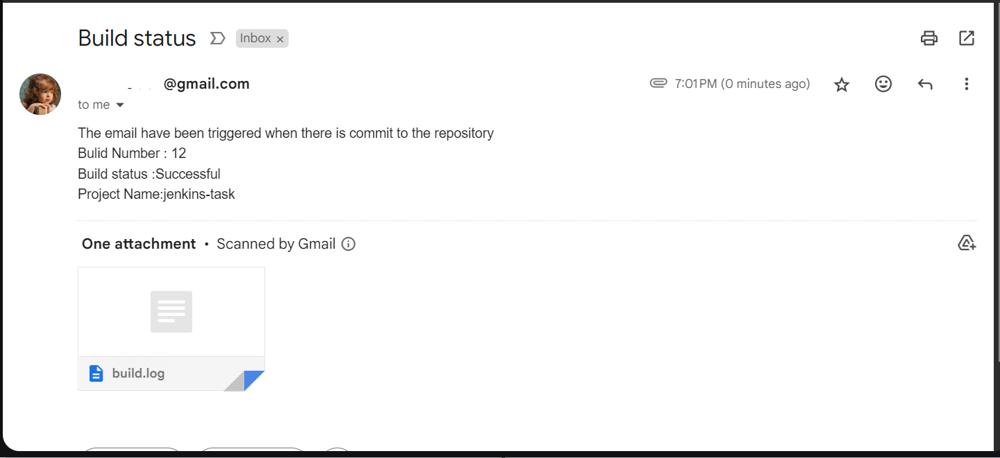 Build status Inbox ×
@gmail.com 7:01 PM (0 minutes ago)
to me
The email have been triggered when there is commit to the repository
Bulid Number : 12
Build status :Successful
Project Name:jenkins-task
One attachment • Scanned by Gmail
build.log